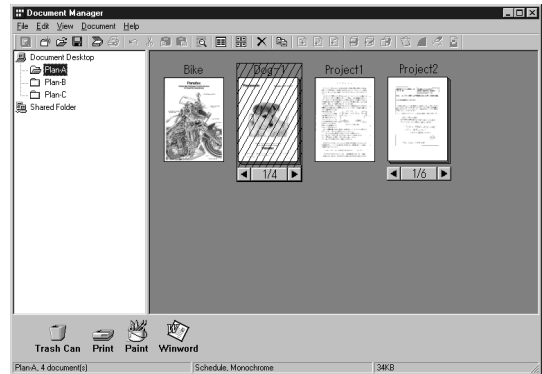 Document Manager
File Edit View Document Help
Document Desktop
Plan-A
Plan-B
Plan-C
Shared Folder
Bike
Dog-1
Project1
Project2
1/4
1/6
Trash Can
Print
Paint
Winword
Plan-A, 4 document(s)
Schedule, Monochrome
34KB